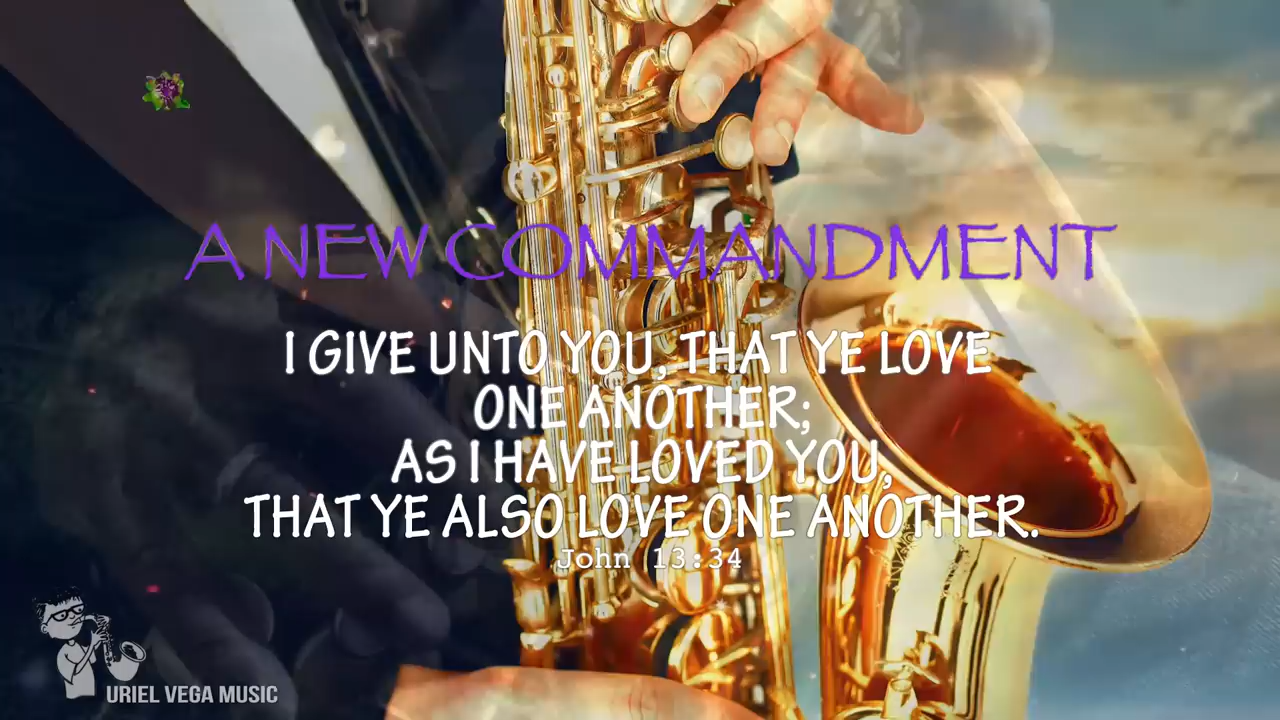 A NEW COMMANDMENT
I GIVE UNTO YOU, THAT YE LOVE
ONE ANOTHER;
AS I HAVE LOVED YOU,
THAT YE ALSO LOVE ONE ANOTHER.
John 13:34
URIEL VEGA MUSIC